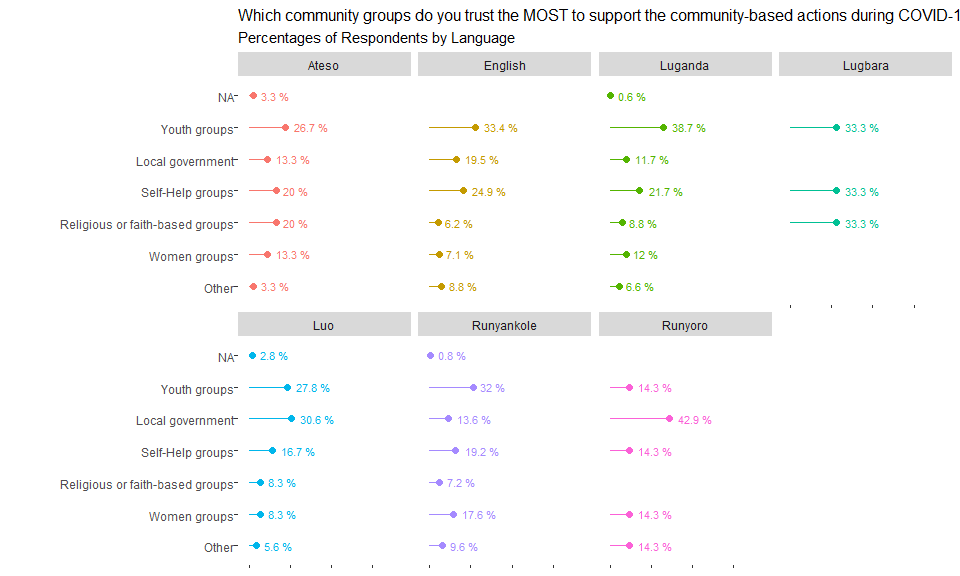 Which community groups do you trust the MOST to support the community-based actions during COVID-1
Percentages of Respondents by Language
Ateso English Luganda Lugbara
NA 3.3 % 0.6 %
Youth groups 26.7 % 33.4 % 38.7 % 33.3 %
Local government 13.3 % 19.5 % 11.7 %
Self-Help groups 20 % 24.9 % 21.7 % 33.3 %
Religious or faith-based groups 20 % 6.2 % 8.8 % 33.3 %
Women groups 13.3 % 7.1 % 12 %
Other 3.3 % 8.8 % 6.6 %
Luo Runyankole Runyoro
NA 2.8 % 0.8 %
Youth groups 27.8 % 32 % 14.3 %
Local government 30.6 % 13.6 % 42.9 %
Self-Help groups 16.7 % 19.2 % 14.3 %
Religious or faith-based groups 8.3 % 7.2 %
Women groups 8.3 % 17.6 % 14.3 %
Other 5.6 % 9.6 % 14.3 %